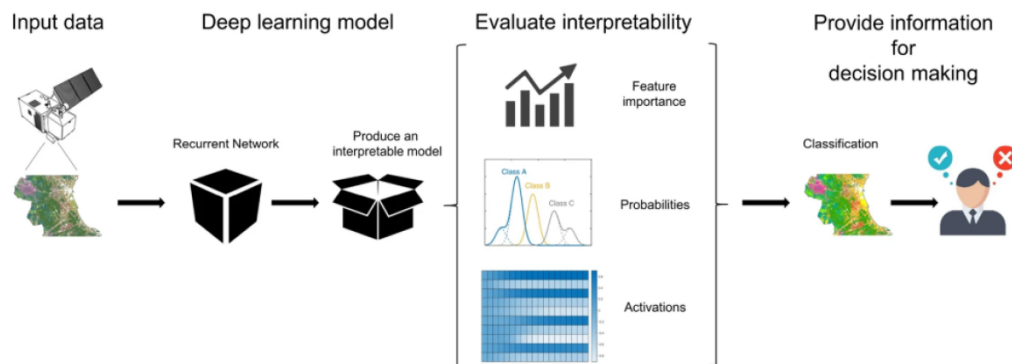 Input data
Deep learning model
Evaluate interpretability
Provide information
for
decision making
Recurrent Network
Produce an
interpretable model
Feature
importance
Class A
Class B
Class C
Probabilities
Activations
Classification